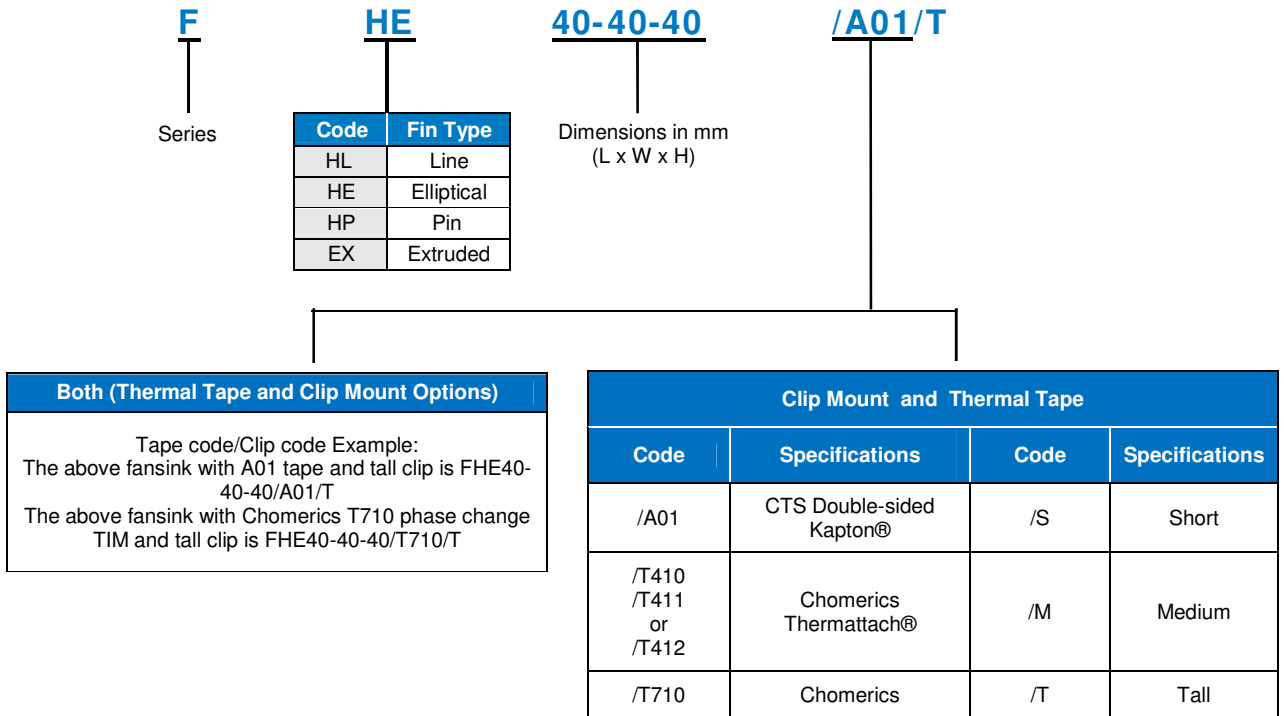 F HE 40-40-40 /A01/T
Series
Code Fin Type
HL Line
HE Elliptical
HP Pin
EX Extruded
Dimensions in mm
(L x W x H)
Both (Thermal Tape and Clip Mount Options)
Tape code/Clip code Example:
The above fansink with A01 tape and tall clip is FHE40-
40-40/A01/T
The above fansink with Chomerics T710 phase change
TIM and tall clip is FHE40-40-40/T710/T
Clip Mount and Thermal Tape
Code Specifications Code Specifications
/A01 CTS Double-sided
Kapton® /S Short
/T410
/T411
or
/T412 Chomerics
Thermattach® /M Medium
/T710 Chomerics /T Tall